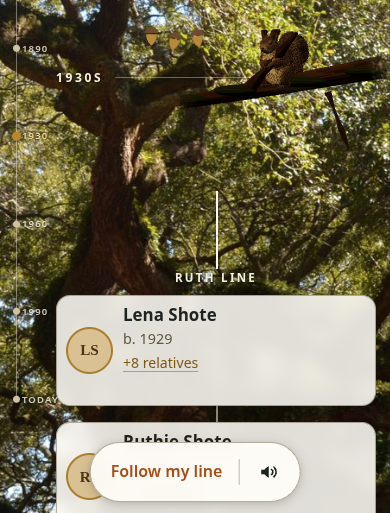 1890
1930S
1930
1960
RUTH LINE
1990
Lena Shote
b. 1929
LS
+8 relatives
TODAY
Ruthie Shote
R
Follow my line